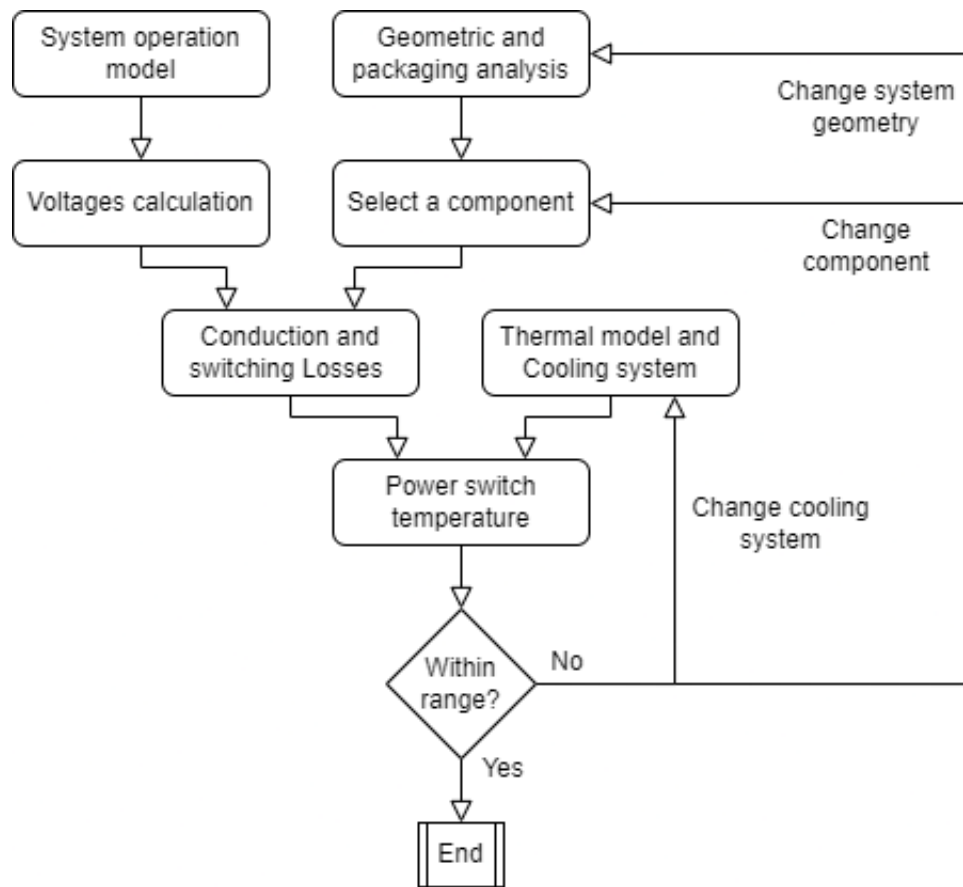 System operation
model
Geometric and
packaging analysis
Change system
geometry
Voltages calculation
Select a component
Change
component
Conduction and
switching Losses
Thermal model and
Cooling system
Power switch
temperature
Change cooling
system
Within
range?
No
Yes
End